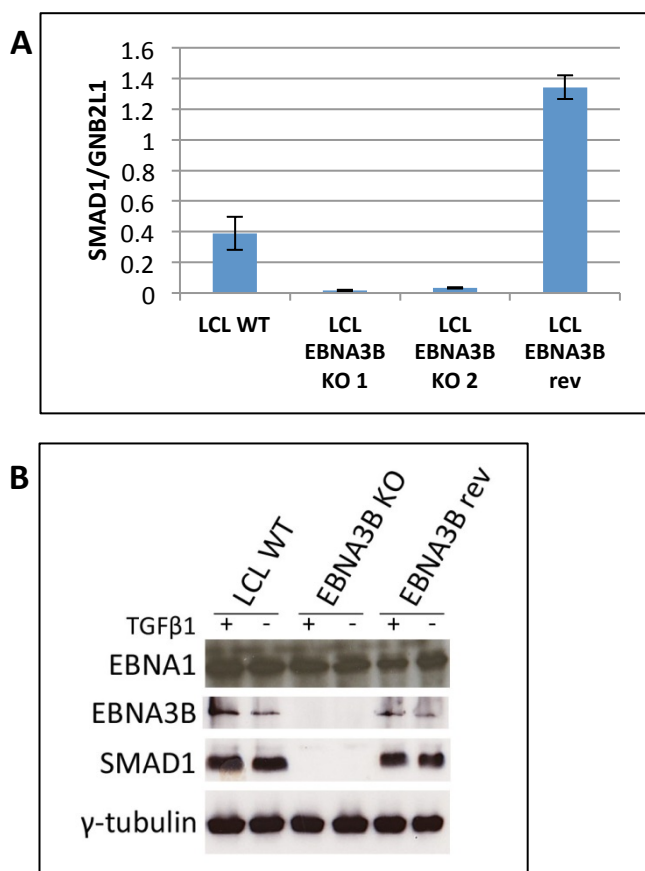 A
SMAD1/GNB2L1
1.6
1.4
1.2
1
0.8
0.6
0.4
0.2
0
LCL WT
LCL EBNA3B KO 1
LCL EBNA3B KO 2
LCL EBNA3B rev
B
LCL WT
EBNA3B KO
EBNA3B rev
TGFβ1 + - + - + -
EBNA1
EBNA3B
SMAD1
γ-tubulin